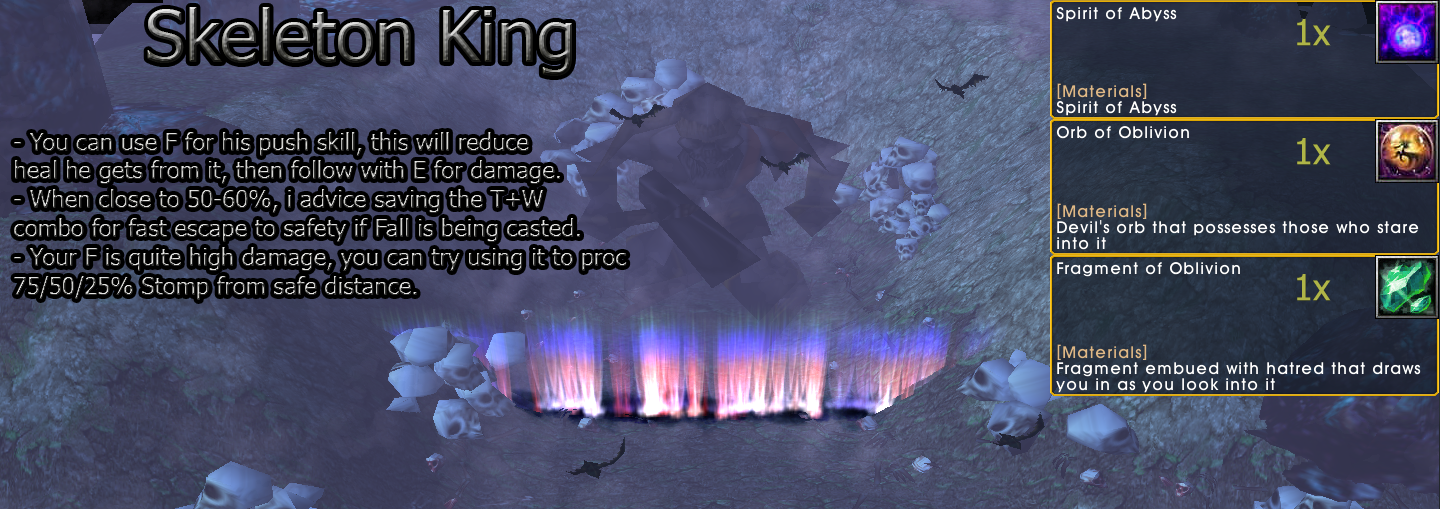 Skeleton King
- You can use F for his push skill, this will reduce
heal he gets from it, then follow with E for damage.
- When close to 50-60%, i advice saving the T+W
combo for fast escape to safety if Fall is being casted.
- Your F is quite high damage, you can try using it to proc
75/50/25% Stomp from safe distance.
Spirit of Abyss
1x
[Materials]
Spirit of Abyss
Orb of Oblivion
1x
[Materials]
Devil's orb that possesses those who stare
into it
Fragment of Oblivion
1x
[Materials]
Fragment embued with hatred that draws
you in as you look into it